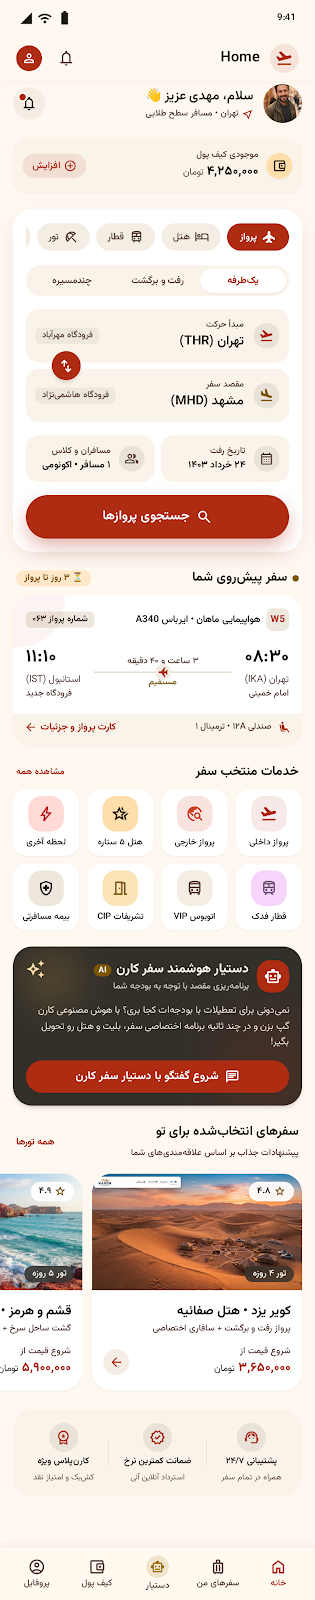 9:41
Home
سلام، مهدی عزیز 👋
تهران • مسافر سطح طلایی
موجودی کیف پول
۴,۲۵۰,۰۰۰ تومان
افزایش
پرواز
هتل
قطار
تور
یک‌طرفه
رفت و برگشت
چندمسیره
مبدأ حرکت
تهران (THR)
فرودگاه مهرآباد
مقصد سفر
مشهد (MHD)
فرودگاه هاشمی‌نژاد
تاریخ رفت
۲۴ خرداد ۱۴۰۳
مسافران و کلاس
۱ مسافر • اکونومی
جستجوی پروازها
سفر پیش‌روی شما
⏳ ۳ روز تا پرواز
W5
هواپیمایی ماهان • ایرباس A340
شماره پرواز ۰۶۳
۰۸:۳۰
تهران (IKA)
امام خمینی
۳ ساعت و ۴۰ دقیقه
مستقیم
۱۱:۱۰
استانبول (IST)
فرودگاه جدید
صندلی ۱۲A • ترمینال ۱
کارت پرواز و جزئیات
خدمات منتخب سفر
مشاهده همه
پرواز داخلی
پرواز خارجی
هتل ۵ ستاره
لحظه آخری
قطار فدک
اتوبوس VIP
تشریفات CIP
بیمه مسافرتی
دستیار هوشمند سفر کارن AI
برنامه‌ریزی مقصد با توجه به بودجه شما
نمی‌دونی برای تعطیلات با بودجه‌ات کجا بری؟ با هوش مصنوعی کارن
گپ بزن و در چند ثانیه برنامه اختصاصی سفر، بلیت و هتل رو تحویل
بگیر!
شروع گفتگو با دستیار سفر کارن
سفرهای انتخاب‌شده برای تو
پیشنهادات جذاب بر اساس علاقه‌مندی‌های شما
همه تورها
۴.۸
تور ۴ روزه
کویر یزد • هتل صفائیه
پرواز رفت و برگشت + سافاری اختصاصی
شروع قیمت از
۳,۶۵۰,۰۰۰ تومان
۴.۹
تور ۵ روزه
قشم و هرمز •
گشت ساحل سرخ +
شروع قیمت از
۵,۹۰۰,۰۰۰ تومان
پشتیبانی ۲۴/۷
همراه در تمام سفر
ضمانت کمترین نرخ
استرداد آنلاین آنی
کارن‌پلاس ویژه
کش‌بک و امتیاز نقد
خانه
سفرهای من
دستیار
کیف پول
پروفایل